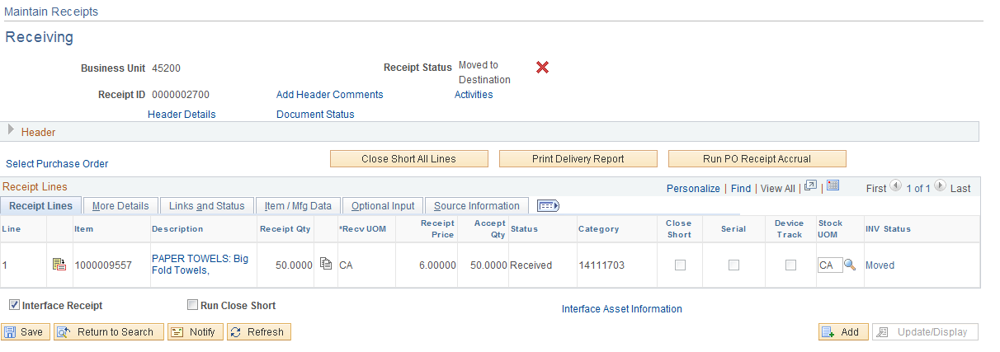 Maintain Receipts
Receiving
Business Unit 45200 Receipt Status Moved to
Destination
Receipt ID 0000002700 Add Header Comments Activities
Header Details Document Status
Header
Select Purchase Order Close Short All Lines Print Delivery Report Run PO Receipt Accrual
Receipt Lines Personalize | Find | View All | | First 1 of 1 Last
Receipt Lines More Details Links and Status Item / Mfg Data Optional Input Source Information
Line Item Description Receipt Qty *Recv UOM Receipt Price Accept Qty Status Category Close Short Serial Device Track Stock UOM INV Status
1 1000009557 PAPER TOWELS: Big Fold Towels, 50.0000 CA 6.00000 50.0000 Received 14111703 CA Moved
Interface Receipt Run Close Short Interface Asset Information
Save Return to Search Notify Refresh Add Update/Display